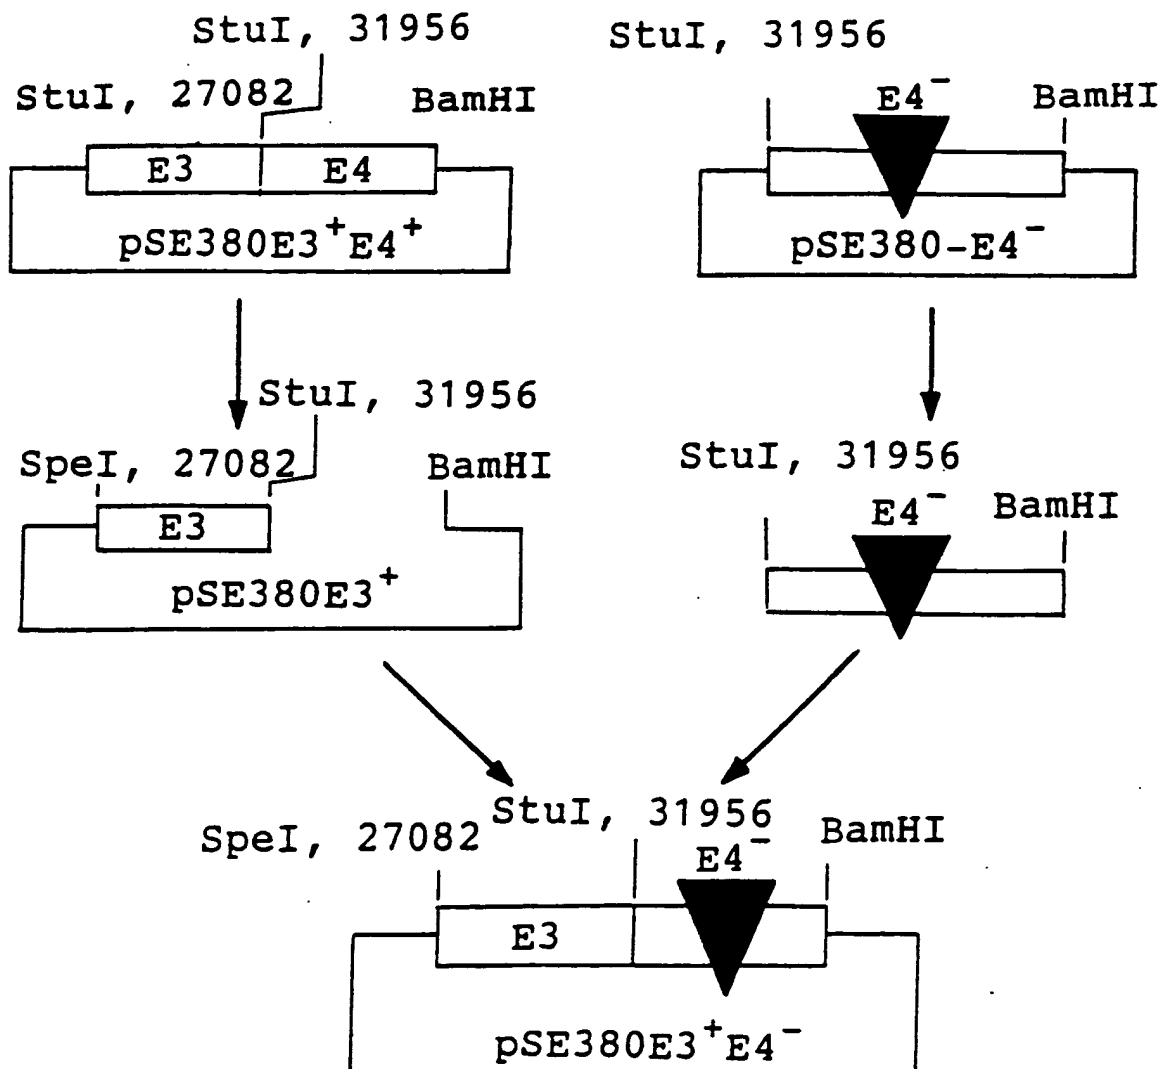 StuI, 31956
StuI, 27082
BamHI
E3
E4
pSE380E3⁺E4⁺
StuI, 31956
E4⁻
BamHI
pSE380-E4⁻
StuI, 31956
SpeI, 27082
BamHI
E3
pSE380E3⁺
StuI, 31956
E4⁻
BamHI
StuI, 31956
SpeI, 27082
E4⁻
BamHI
E3
pSE380E3⁺E4⁻